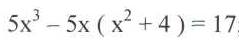 5x³ – 5x ( x² + 4 ) = 17;